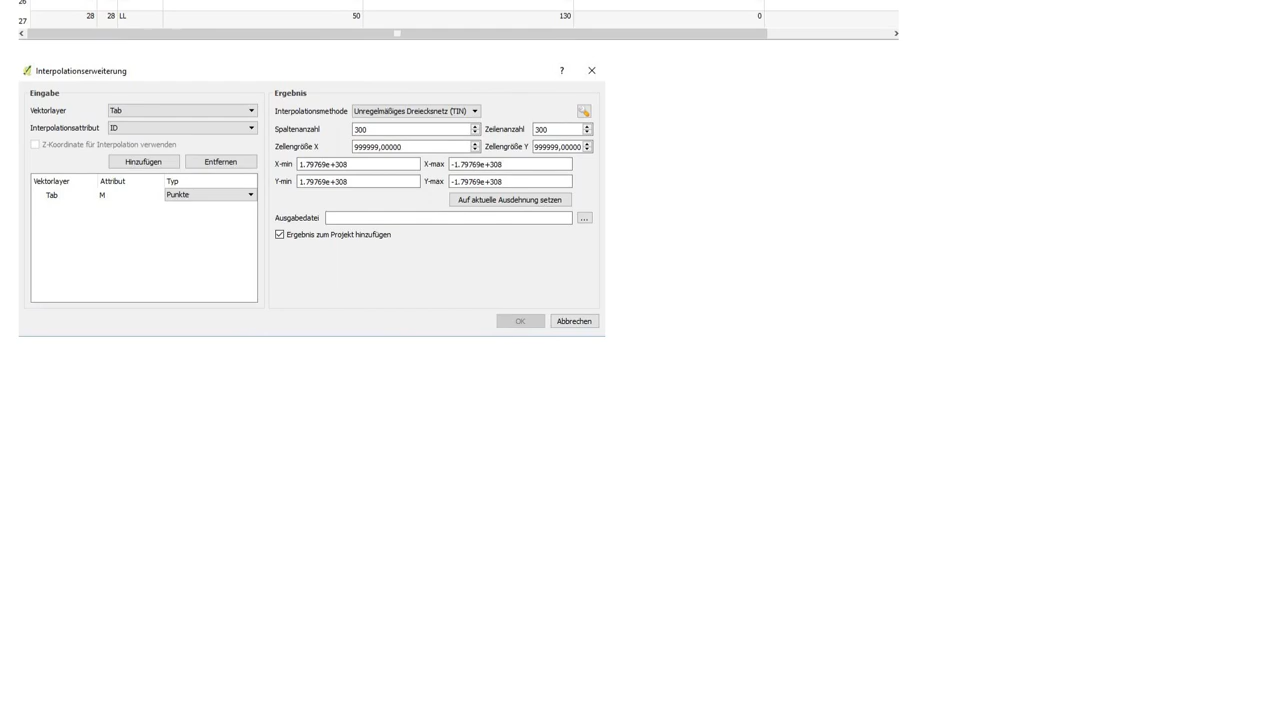 28 28 LL 50 130 0
27
Interpolationserweiterung ?
Eingabe
Vektorlayer Tab
Interpolationsattribut ID
Z-Koordinate für Interpolation verwenden
Hinzufügen Entfernen
Vektorlayer Attribut Typ
Tab M Punkte
Ergebnis
Interpolationsmethode Unregelmäßiges Dreiecksnetz (TIN)
Spaltenanzahl 300 Zeilenanzahl 300
Zellengröße X 999999,00000 Zellengröße Y 999999,00000
X-min 1.79769e+308 X-max -1.79769e+308
Y-min 1.79769e+308 Y-max -1.79769e+308
Auf aktuelle Ausdehnung setzen
Ausgabedatei ...
Ergebnis zum Projekt hinzufügen
OK Abbrechen